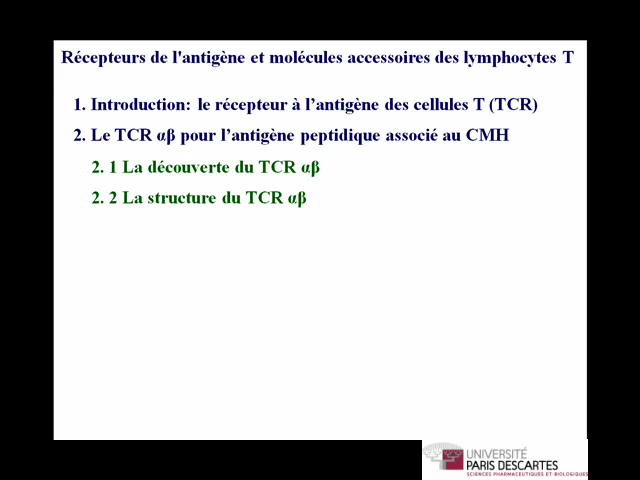 Récepteurs de l'antigène et molécules accessoires des lymphocytes T
1. Introduction: le récepteur à l’antigène des cellules T (TCR)
2. Le TCR αβ pour l’antigène peptidique associé au CMH
2. 1 La découverte du TCR αβ
2. 2 La structure du TCR αβ
UNIVERSITÉ
PARIS DESCARTES
SCIENCES PHARMACEUTIQUES ET BIOLOGIQUES